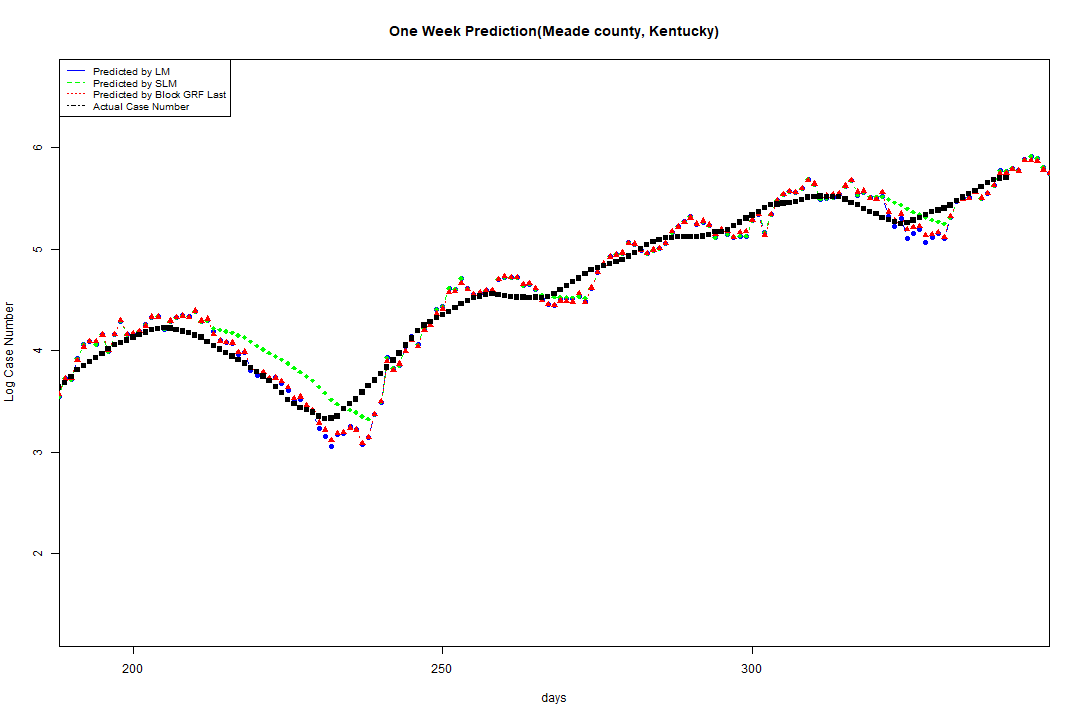 One Week Prediction(Meade county, Kentucky)
Predicted by LM
Predicted by SLM
Predicted by Block GRF Last
Actual Case Number
6
5
4
3
2
Log Case Number
200 250 300
days